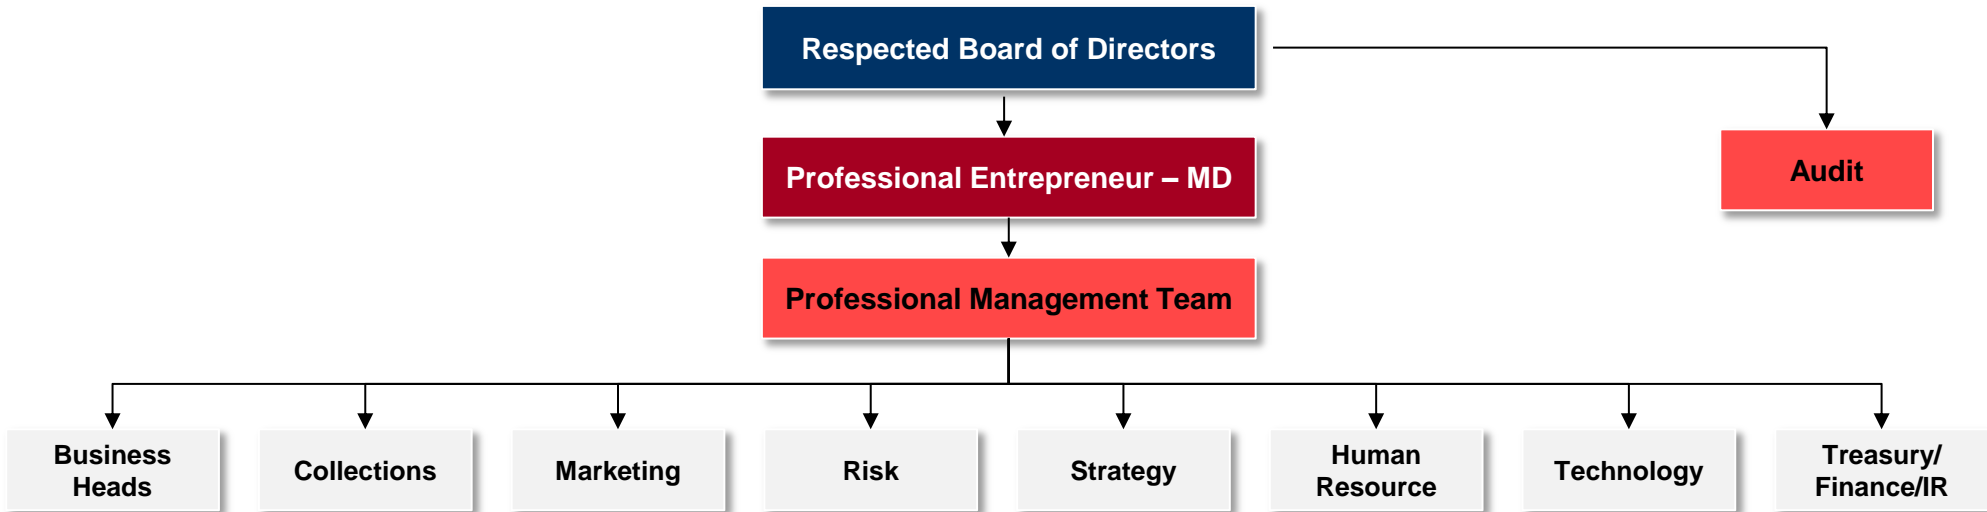 Respected Board of Directors
Professional Entrepreneur – MD
Audit
Professional Management Team
Business
Heads
Collections
Marketing
Risk
Strategy
Human
Resource
Technology
Treasury/
Finance/IR